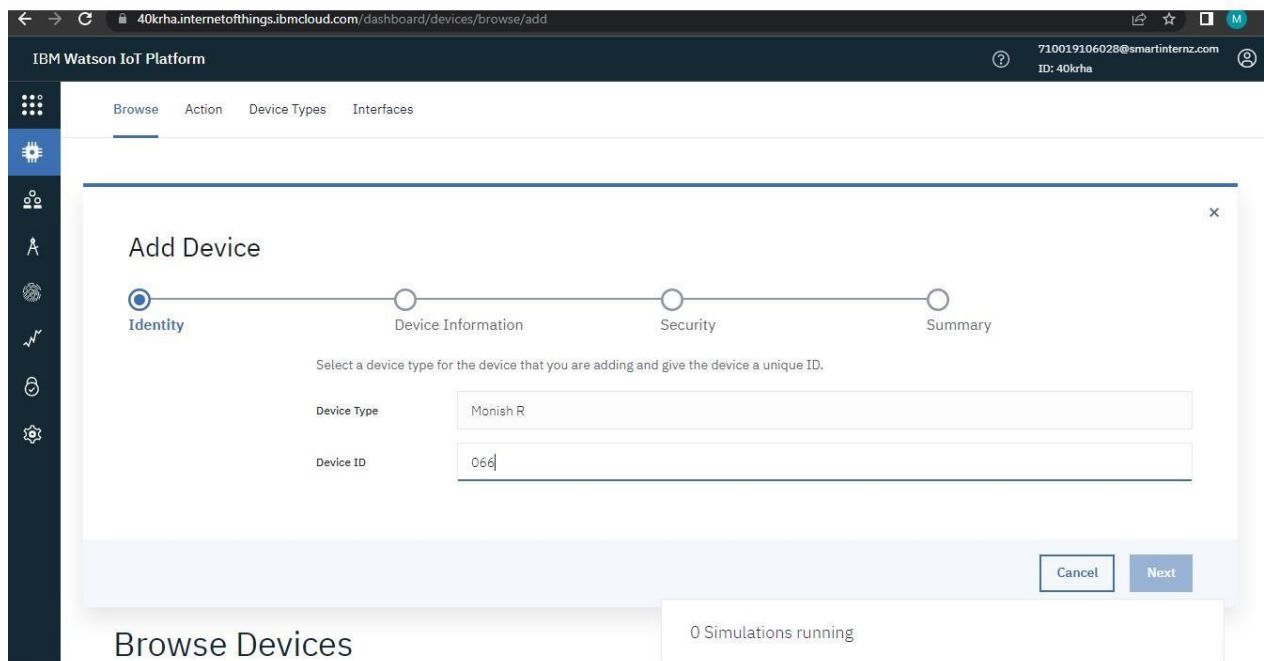 40krha.internetofthings.ibmcloud.com/dashboard/devices/browse/add
M
IBM Watson IoT Platform
710019106028@smartinternz.com
ID: 40krha
Browse Action Device Types Interfaces
Add Device
Identity Device Information Security Summary
Select a device type for the device that you are adding and give the device a unique ID.
Device Type Monish R
Device ID 066
Cancel Next
Browse Devices
0 Simulations running